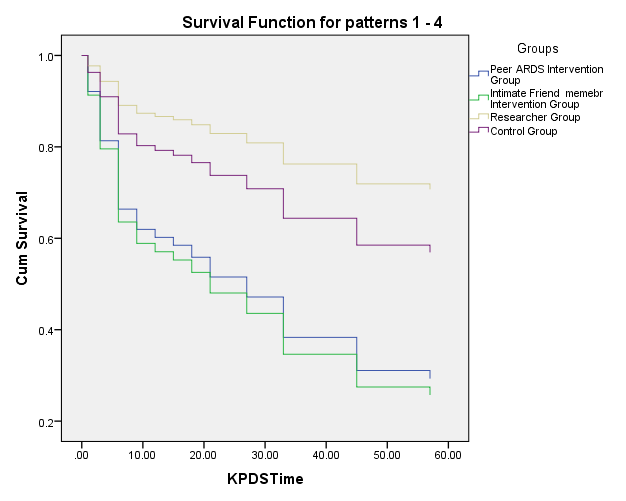 Survival Function for patterns 1 - 4
Groups
Peer ARDS Intervention
Group
Intimate Friend memebr
Intervention Group
Researcher Group
Control Group
Cum Survival
1.0
0.8
0.6
0.4
0.2
.00 10.00 20.00 30.00 40.00 50.00 60.00
KPDSTime